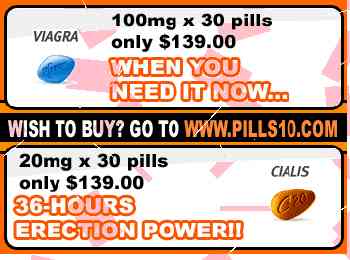 100mg x 30 pills
VIAGRA
only $139.00
WHEN YOU
NEED IT NOW...
WISH TO BUY? GO TO WWW.PILLS10.COM
20mg x 30 pills
only $139.00
CIALIS
36-HOURS
ERECTION POWER!!